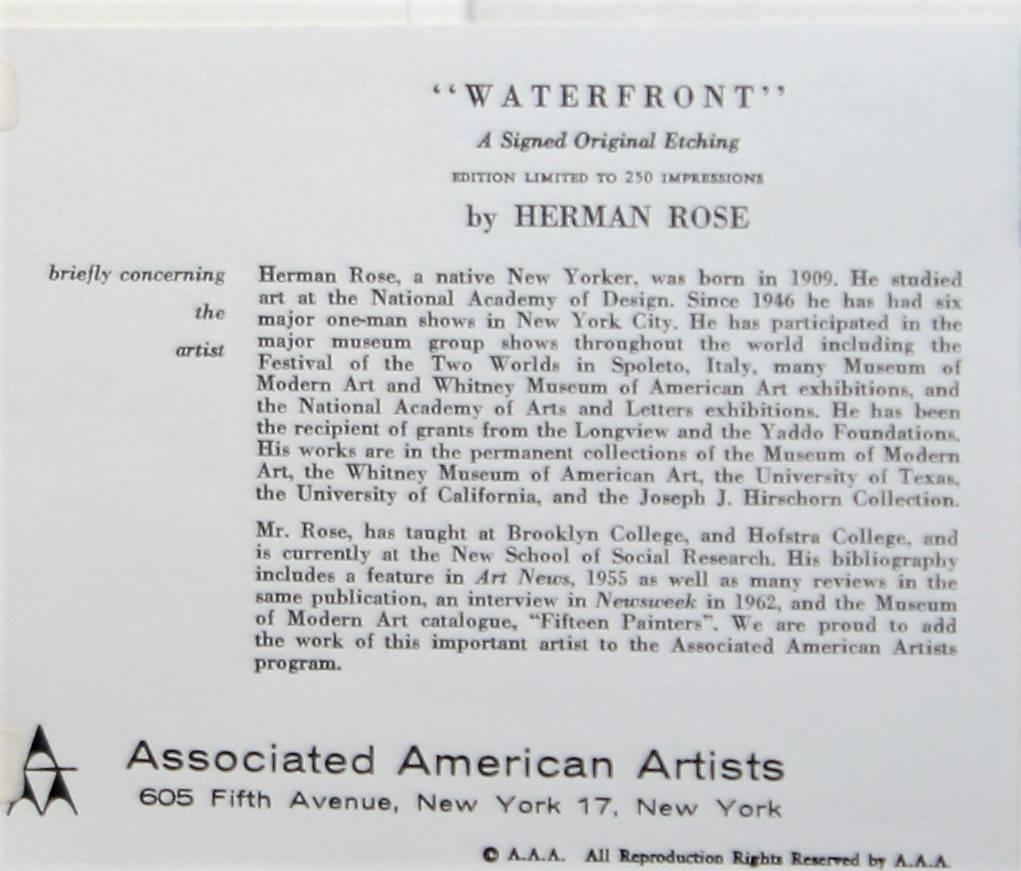 ‘‘WATERFRONT’’
A Signed Original Etching
EDITION LIMITED TO 250 IMPRESSIONS
by HERMAN ROSE
briefly concerning
the
artist
Herman Rose, a native New Yorker, was born in 1909. He studied
art at the National Academy of Design. Since 1946 he has had six
major one-man shows in New York City. He has participated in the
major museum group shows throughout the world including the
Festival of the Two Worlds in Spoleto, Italy, many Museum of
Modern Art and Whitney Museum of American Art exhibitions, and
the National Academy of Arts and Letters exhibitions. He has been
the recipient of grants from the Longview and the Yaddo Foundations.
His works are in the permanent collections of the Museum of Modern
Art, the Whitney Museum of American Art, the University of Texas,
the University of California, and the Joseph J. Hirschorn Collection.
Mr. Rose, has taught at Brooklyn College, and Hofstra College, and
is currently at the New School of Social Research. His bibliography
includes a feature in Art News, 1955 as well as many reviews in the
same publication, an interview in Newsweek in 1962, and the Museum
of Modern Art catalogue, “Fifteen Painters”. We are proud to add
the work of this important artist to the Associated American Artists
program.
Associated American Artists
605 Fifth Avenue, New York 17, New York
© A.A.A. All Reproduction Rights Reserved by A.A.A.